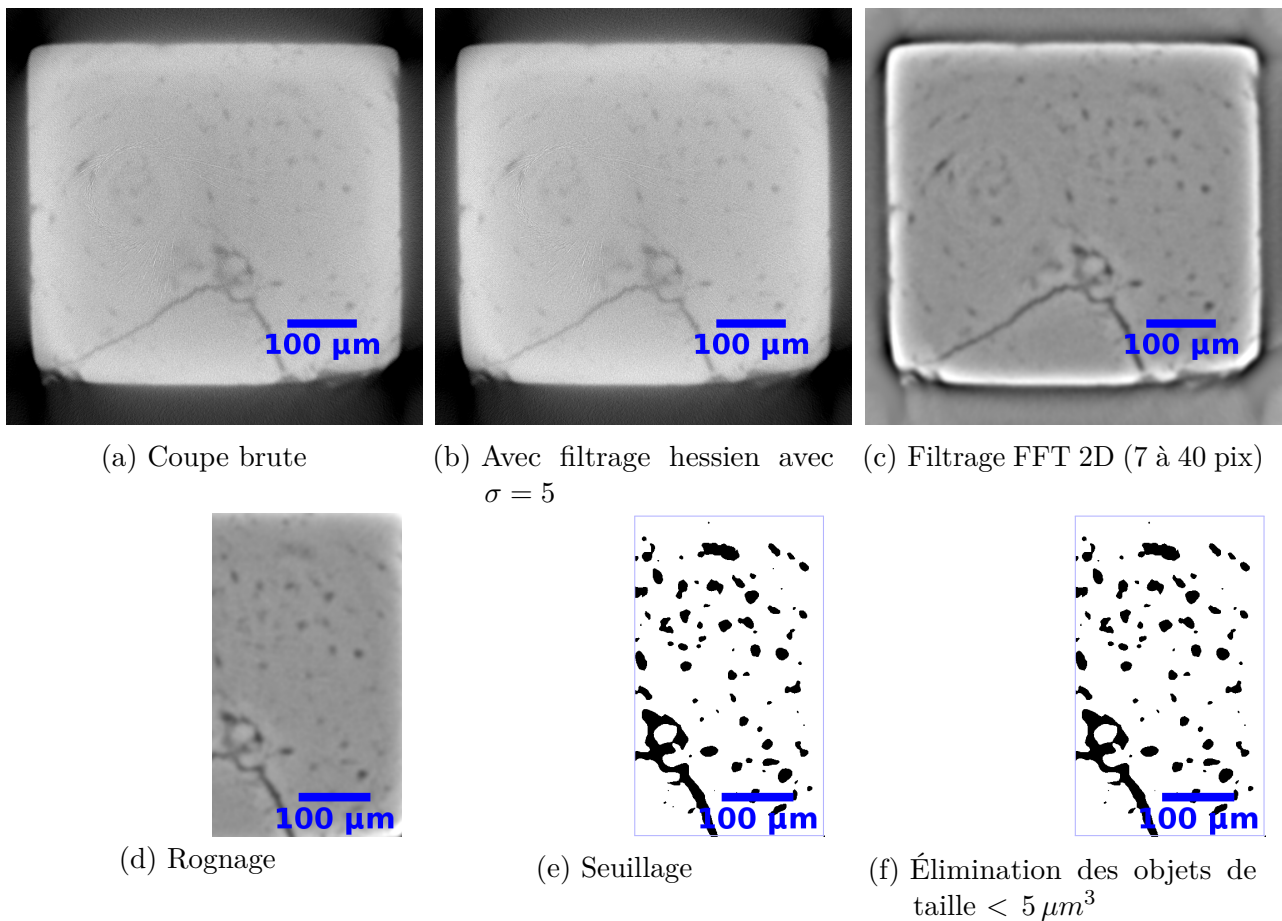 100 µm
100 µm
100 µm
(a) Coupe brute
(b) Avec filtrage hessien avec
σ = 5
(c) Filtrage FFT 2D (7 à 40 pix)
100 µm
100 µm
100 µm
(d) Rognage
(e) Seuillage
(f) Élimination des objets de
taille < 5 µm³